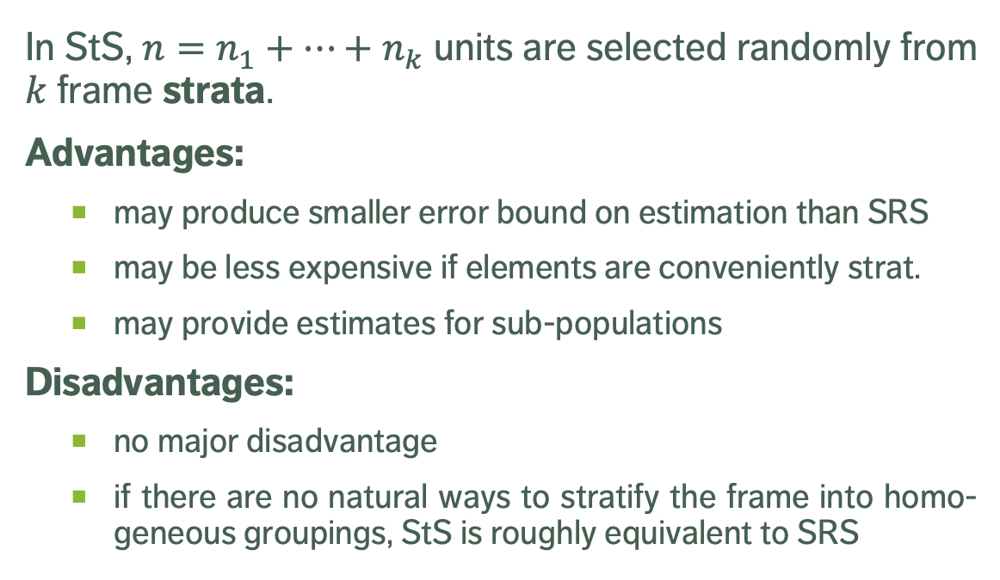 In StS, n = n₁ + ⋯ + nₖ units are selected randomly from
k frame strata.
Advantages:
▪ may produce smaller error bound on estimation than SRS
▪ may be less expensive if elements are conveniently strat.
▪ may provide estimates for sub-populations
Disadvantages:
▪ no major disadvantage
▪ if there are no natural ways to stratify the frame into homo-
geneous groupings, StS is roughly equivalent to SRS